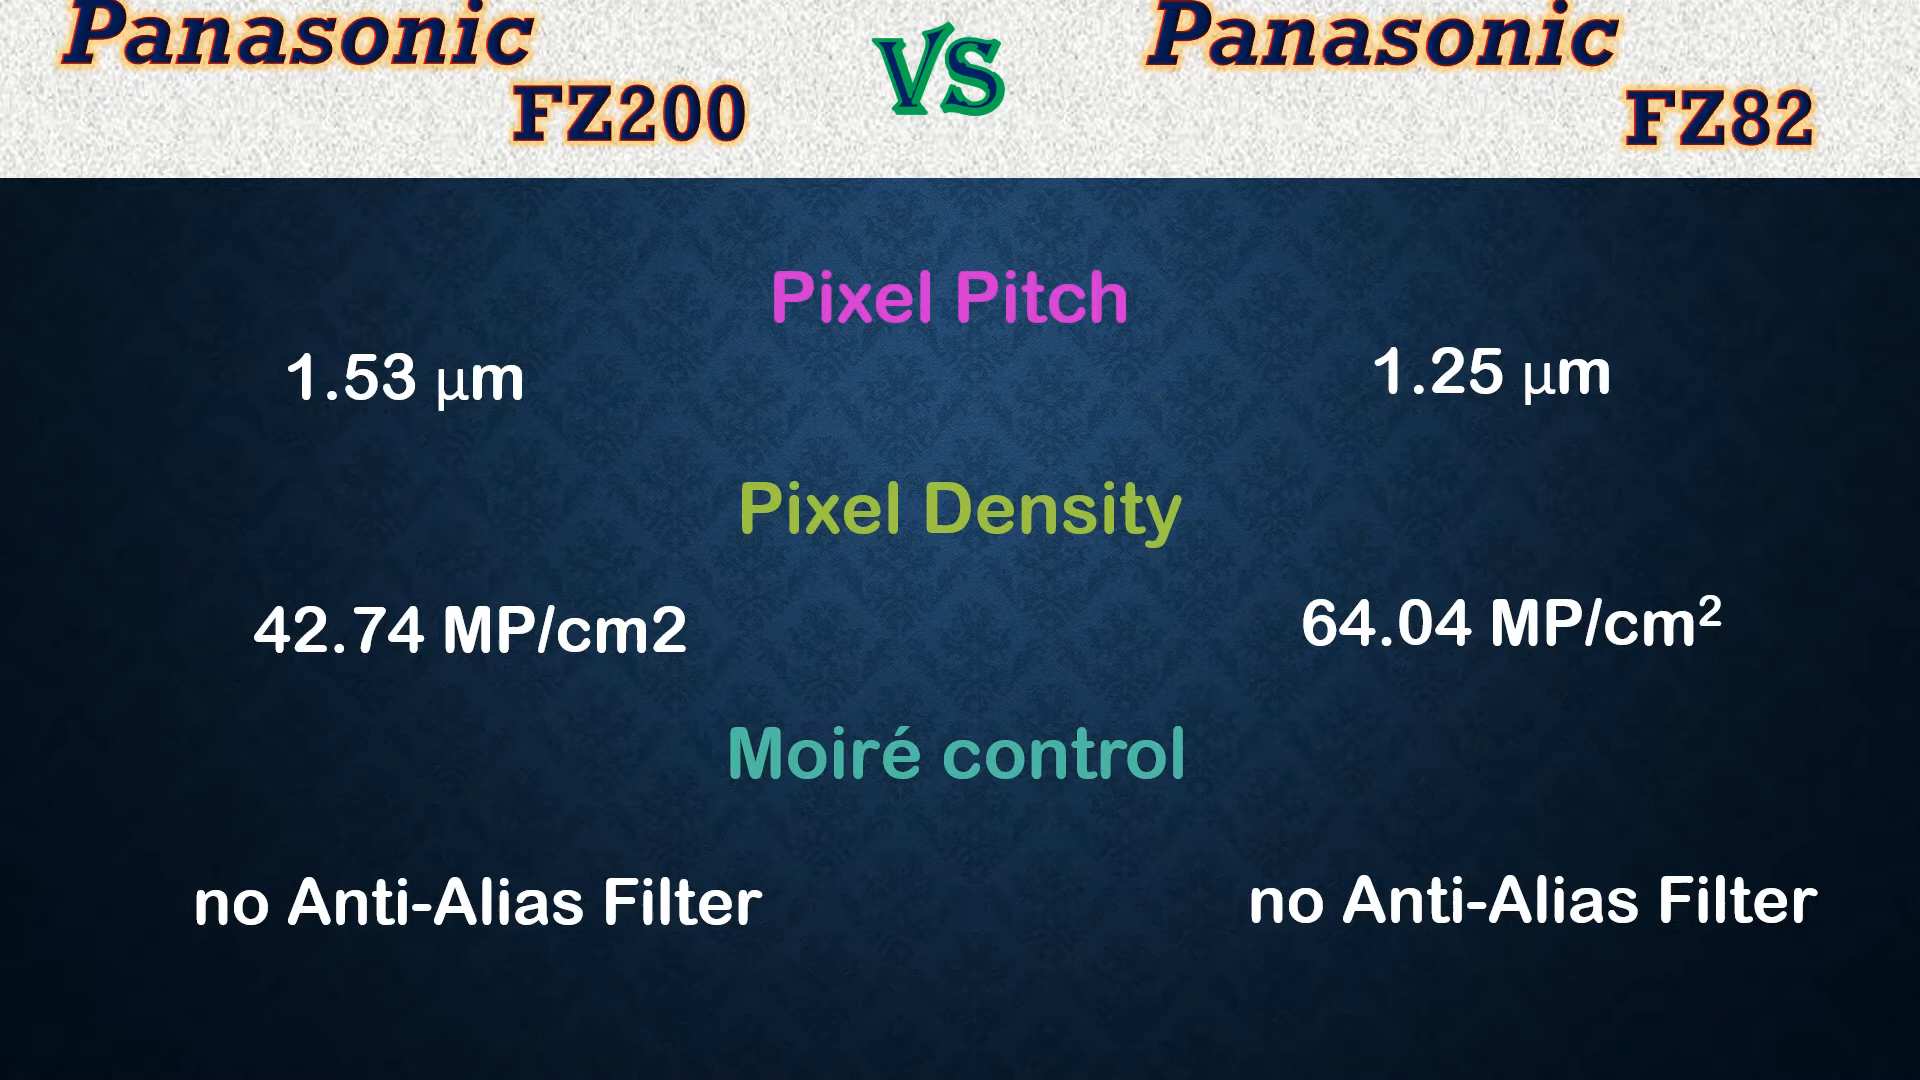 Panasonic
FZ200
VS
Panasonic
FZ82
Pixel Pitch
1.53 µm
1.25 µm
Pixel Density
42.74 MP/cm2
64.04 MP/cm²
Moiré control
no Anti-Alias Filter
no Anti-Alias Filter